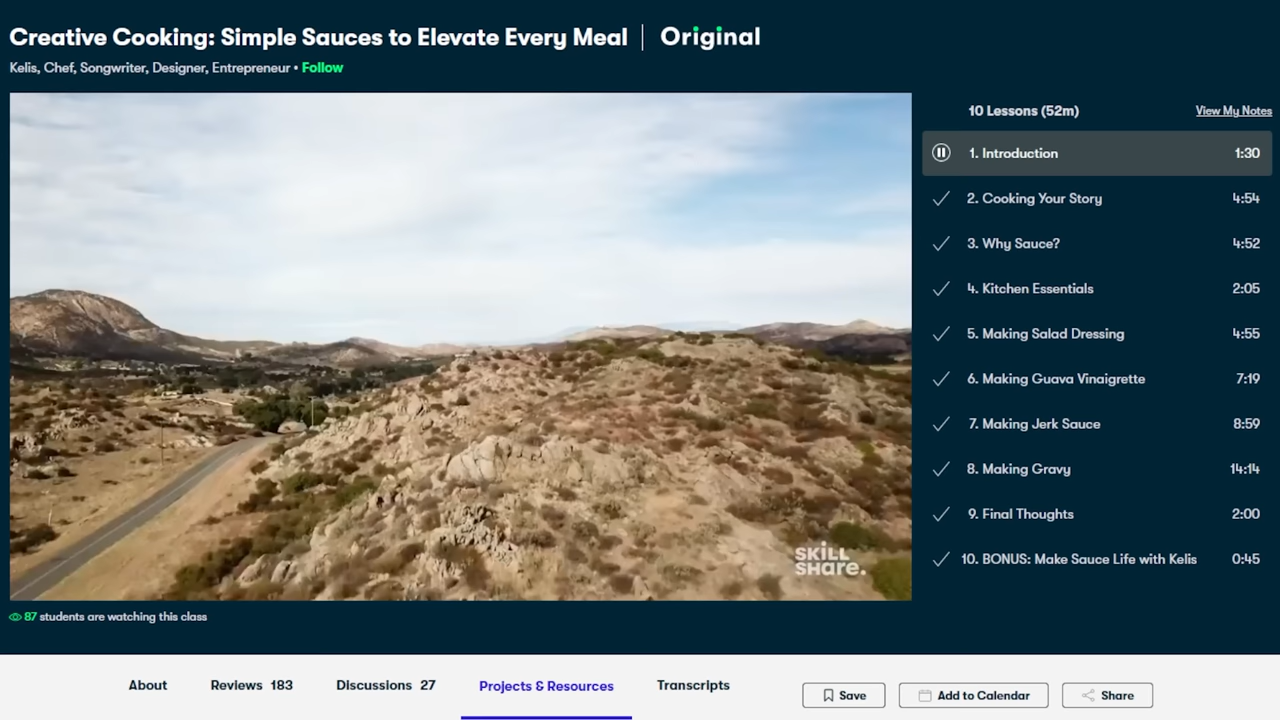 Creative Cooking: Simple Sauces to Elevate Every Meal | Original
Kelis, Chef, Songwriter, Designer, Entrepreneur • Follow
10 Lessons (52m) View My Notes
1. Introduction 1:30
2. Cooking Your Story 4:54
3. Why Sauce? 4:52
4. Kitchen Essentials 2:05
5. Making Salad Dressing 4:55
6. Making Guava Vinaigrette 7:19
7. Making Jerk Sauce 8:59
8. Making Gravy 14:14
9. Final Thoughts 2:00
10. BONUS: Make Sauce Life with Kelis 0:45
SKiLL
SHare.
87 students are watching this class
About Reviews 183 Discussions 27 Projects & Resources Transcripts Save Add to Calendar Share